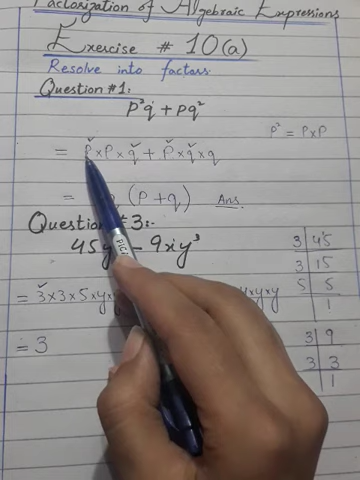 Factorization of Algebraic Expressions
Exercise # 10(a)
Resolve into factors.
Question #1:
p²q + pq²
p² = p×p
= p×p×q + p×q×q
= (p+q) Ans.
Question #3:-
45y - 9xy³
3 | 45
3 | 15
5 | 5
1
= 3×3×5×y× y×y×y
3 | 9
3 | 3
1
= 3
PICA